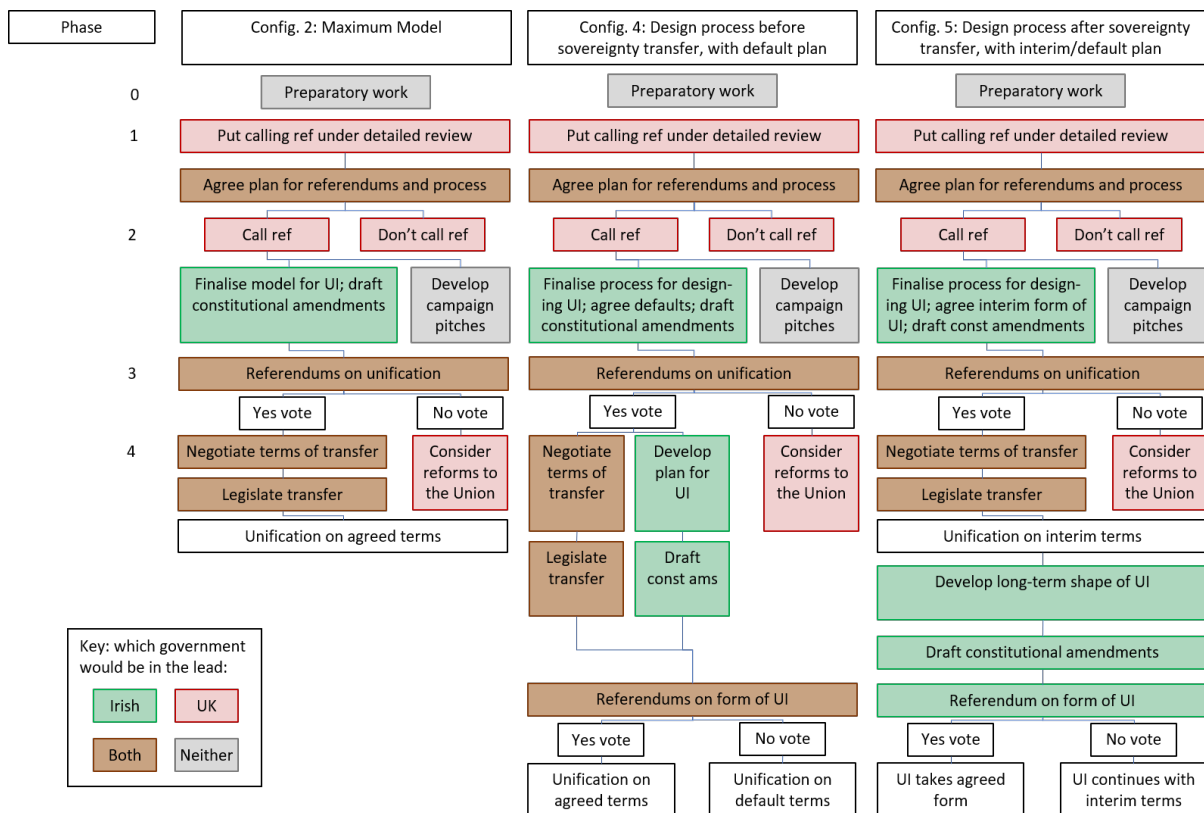 Phase
Config. 2: Maximum Model
Config. 4: Design process before
sovereignty transfer, with default plan
Config. 5: Design process after sovereignty
transfer, with interim/default plan
0
Preparatory work
Preparatory work
Preparatory work
1
Put calling ref under detailed review
Put calling ref under detailed review
Put calling ref under detailed review
Agree plan for referendums and process
Agree plan for referendums and process
Agree plan for referendums and process
2
Call ref
Don’t call ref
Call ref
Don’t call ref
Call ref
Don’t call ref
Finalise model for UI; draft
constitutional amendments
Develop
campaign
pitches
Finalise process for design-
ing UI; agree defaults; draft
constitutional amendments
Develop
campaign
pitches
Finalise process for design-
ing UI; agree interim form of
UI; draft const amendments
Develop
campaign
pitches
3
Referendums on unification
Referendums on unification
Referendums on unification
Yes vote
No vote
Yes vote
No vote
Yes vote
No vote
4
Negotiate terms of transfer
Legislate transfer
Consider
reforms to
the Union
Unification on agreed terms
Negotiate
terms of
transfer
Develop
plan for
UI
Consider
reforms to
the Union
Legislate
transfer
Draft
const ams
Negotiate terms of transfer
Legislate transfer
Consider
reforms to
the Union
Unification on interim terms
Develop long-term shape of UI
Draft constitutional amendments
Referendums on form of UI
Referendum on form of UI
Yes vote
No vote
Yes vote
No vote
Unification on
agreed terms
Unification on
default terms
UI takes agreed
form
UI continues with
interim terms
Key: which government
would be in the lead:
Irish
UK
Both
Neither